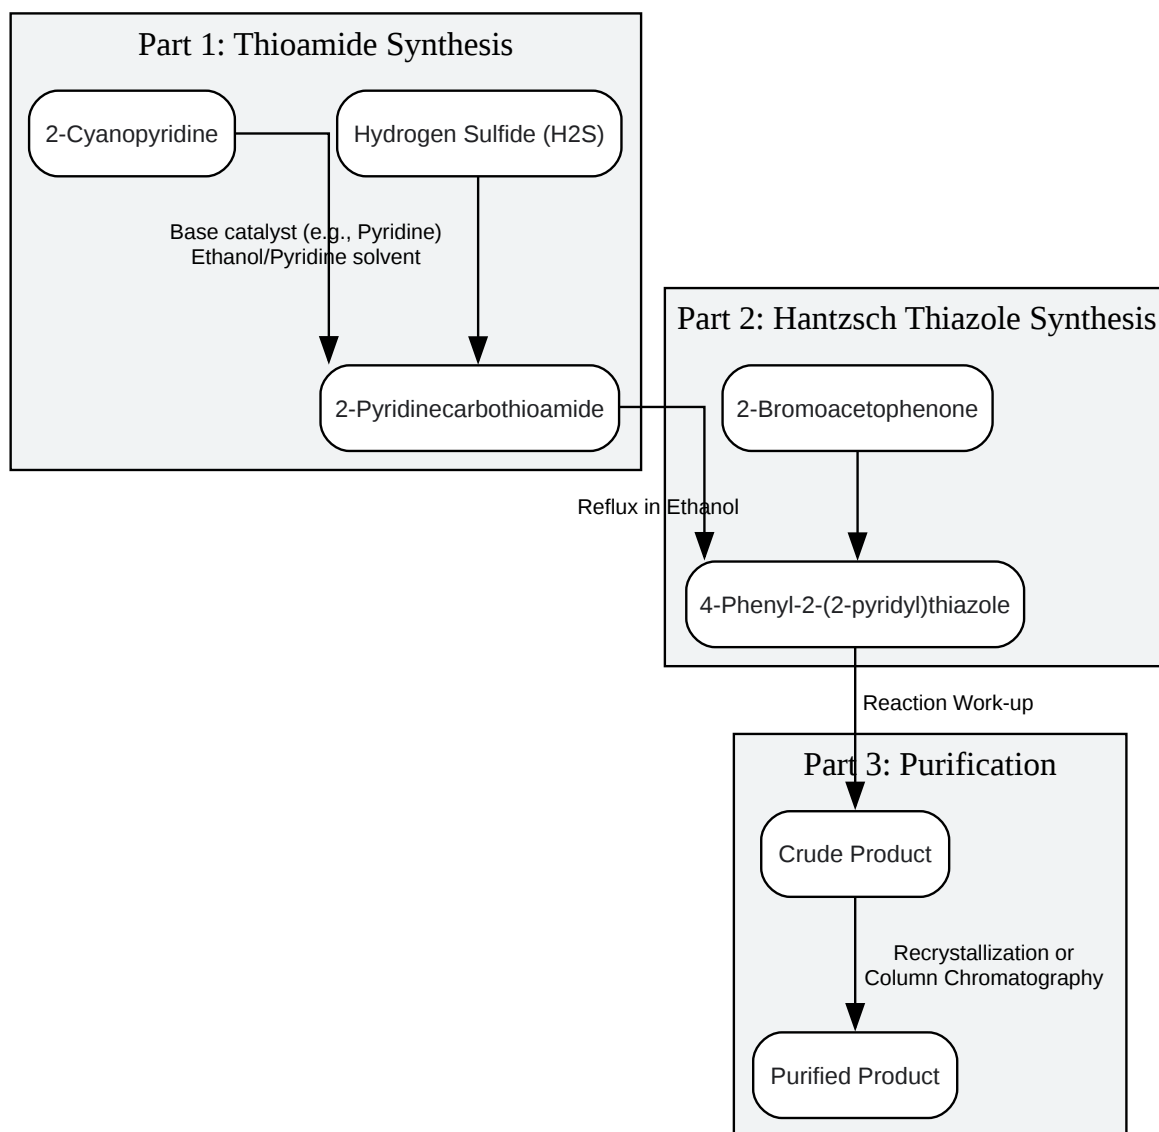 Part 1: Thioamide Synthesis
2-Cyanopyridine
Hydrogen Sulfide (H2S)
Base catalyst (e.g., Pyridine)
Ethanol/Pyridine solvent
2-Pyridinecarbothioamide
Part 2: Hantzsch Thiazole Synthesis
2-Bromoacetophenone
Reflux in Ethanol
4-Phenyl-2-(2-pyridyl)thiazole
Reaction Work-up
Part 3: Purification
Crude Product
Recrystallization or
Column Chromatography
Purified Product